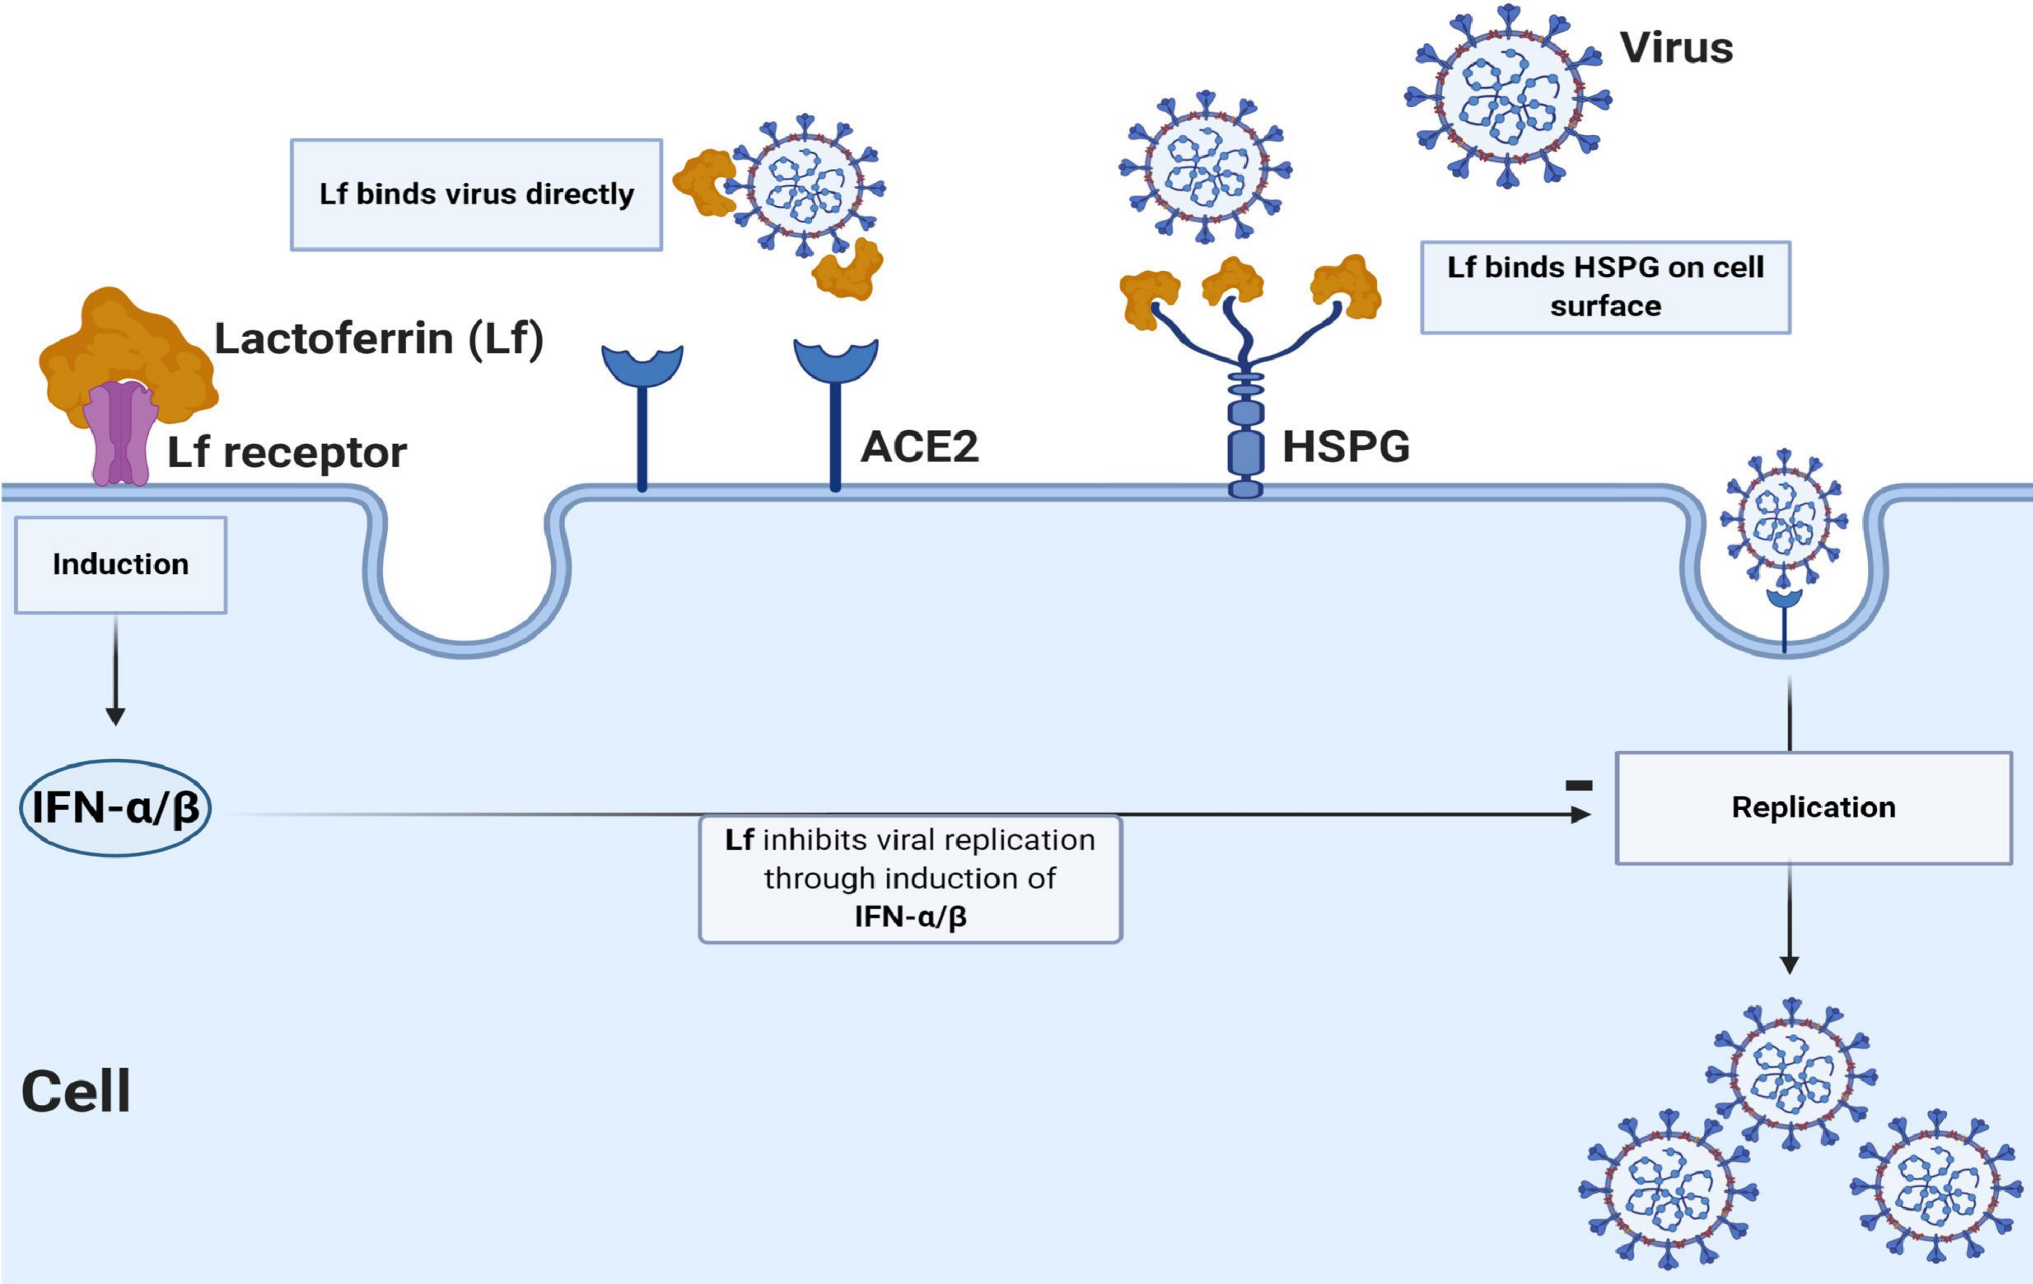 Virus
Lf binds virus directly
Lf binds HSPG on cell
surface
Lactoferrin (Lf)
Lf receptor
ACE2
HSPG
Induction
IFN-α/β
-
Replication
Lf inhibits viral replication
through induction of
IFN-α/β
Cell